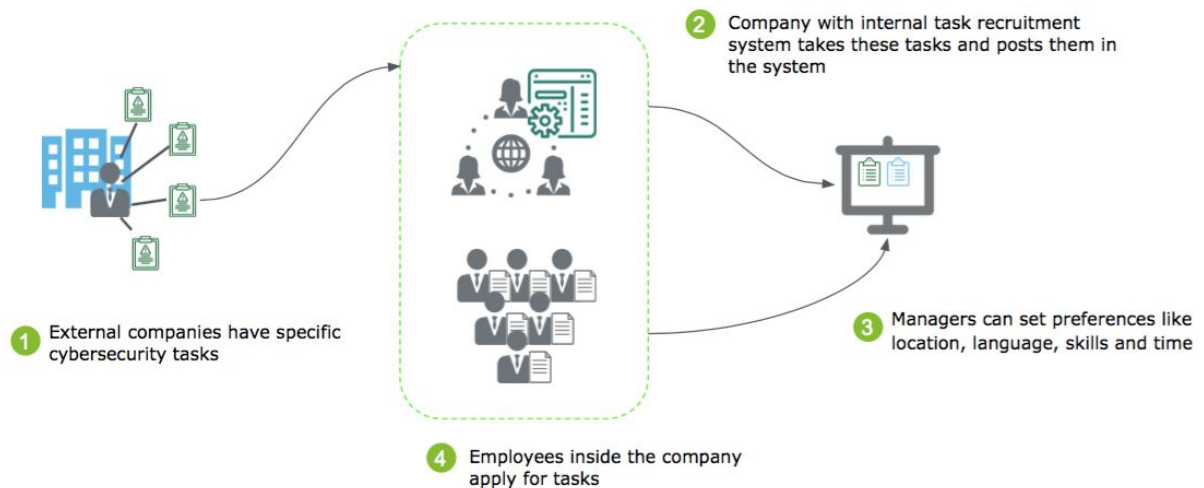 1 External companies have specific
cybersecurity tasks
2 Company with internal task recruitment
system takes these tasks and posts them in
the system
3 Managers can set preferences like
location, language, skills and time
4 Employees inside the company
apply for tasks